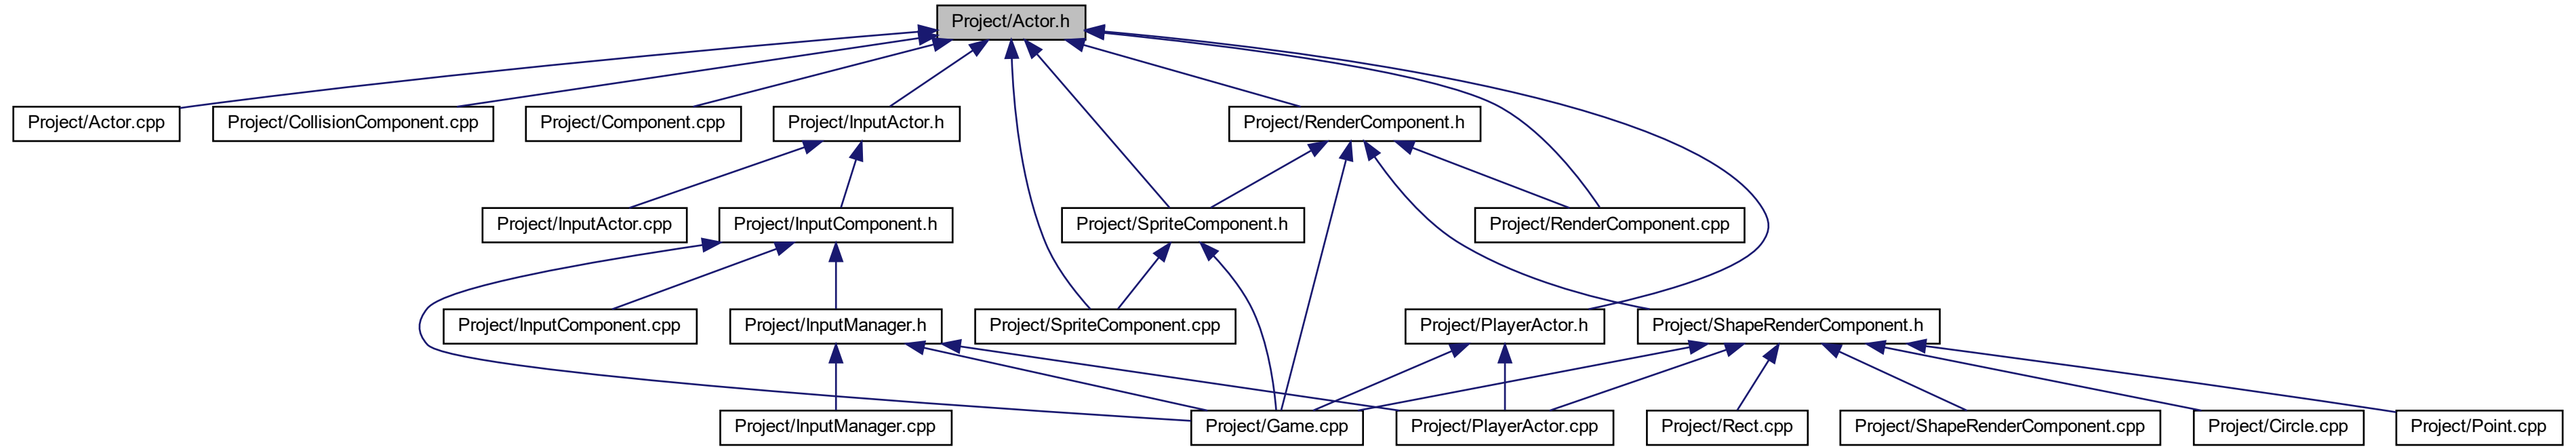 Project/Actor.h
Project/Actor.cpp
Project/CollisionComponent.cpp
Project/Component.cpp
Project/InputActor.h
Project/RenderComponent.h
Project/InputActor.cpp
Project/InputComponent.h
Project/SpriteComponent.h
Project/RenderComponent.cpp
Project/InputComponent.cpp
Project/InputManager.h
Project/SpriteComponent.cpp
Project/PlayerActor.h
Project/ShapeRenderComponent.h
Project/InputManager.cpp
Project/Game.cpp
Project/PlayerActor.cpp
Project/Rect.cpp
Project/ShapeRenderComponent.cpp
Project/Circle.cpp
Project/Point.cpp